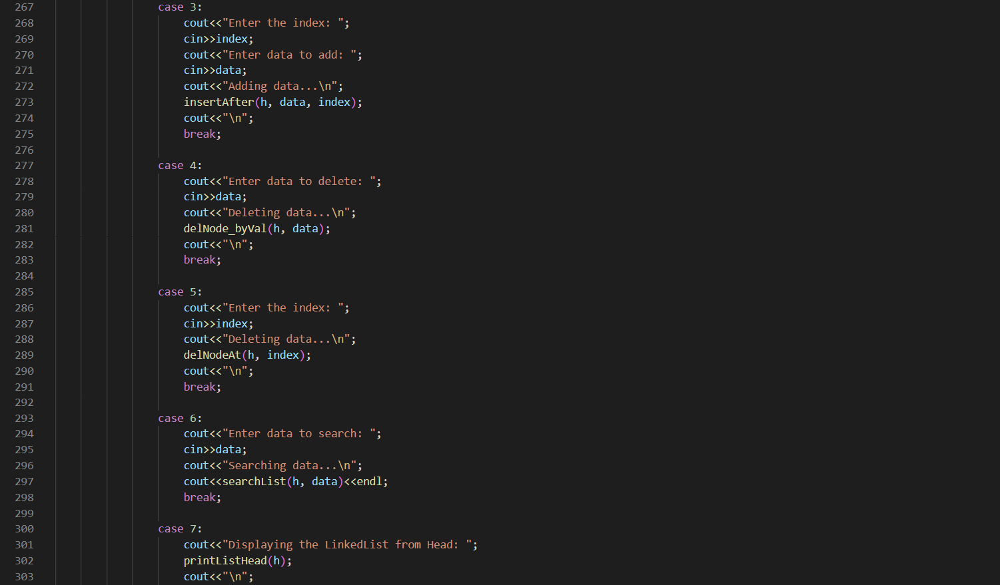 267 case 3:
268 cout<<"Enter the index: ";
269 cin>>index;
270 cout<<"Enter data to add: ";
271 cin>>data;
272 cout<<"Adding data...\n";
273 insertAfter(h, data, index);
274 cout<<"\n";
275 break;
276
277 case 4:
278 cout<<"Enter data to delete: ";
279 cin>>data;
280 cout<<"Deleting data...\n";
281 delNode_byVal(h, data);
282 cout<<"\n";
283 break;
284
285 case 5:
286 cout<<"Enter the index: ";
287 cin>>index;
288 cout<<"Deleting data...\n";
289 delNodeAt(h, index);
290 cout<<"\n";
291 break;
292
293 case 6:
294 cout<<"Enter data to search: ";
295 cin>>data;
296 cout<<"Searching data...\n";
297 cout<<searchList(h, data)<<endl;
298 break;
299
300 case 7:
301 cout<<"Displaying the LinkedList from Head: ";
302 printListHead(h);
303 cout<<"\n";